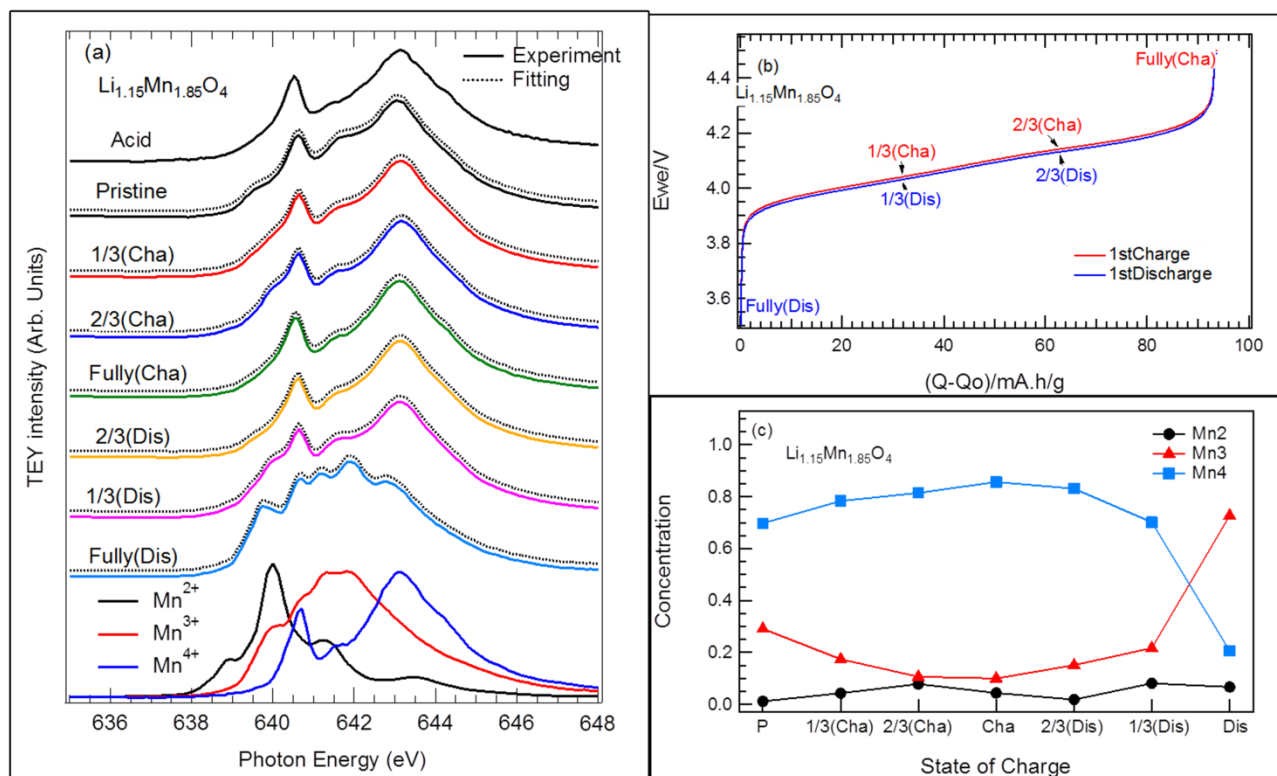 (a)
Experiment
Fitting
Li1.15Mn1.85O4
Acid
Pristine
1/3(Cha)
2/3(Cha)
Fully(Cha)
2/3(Dis)
1/3(Dis)
Fully(Dis)
Mn2+
Mn3+
Mn4+
TEY intensity (Arb. Units)
636 638 640 642 644 646 648
Photon Energy (eV)
(b)
Fully(Cha)
Li1.15Mn1.85O4
2/3(Cha)
1/3(Cha)
2/3(Dis)
1/3(Dis)
1stCharge
1stDischarge
Fully(Dis)
4.4
4.2
4.0
3.8
3.6
Ewe/V
0 20 40 60 80 100
(Q-Qo)/mA.h/g
(c)
Li1.15Mn1.85O4
Mn2
Mn3
Mn4
1.0
0.8
0.6
0.4
0.2
0.0
Concentration
P 1/3(Cha) 2/3(Cha) Cha 2/3(Dis) 1/3(Dis) Dis
State of Charge